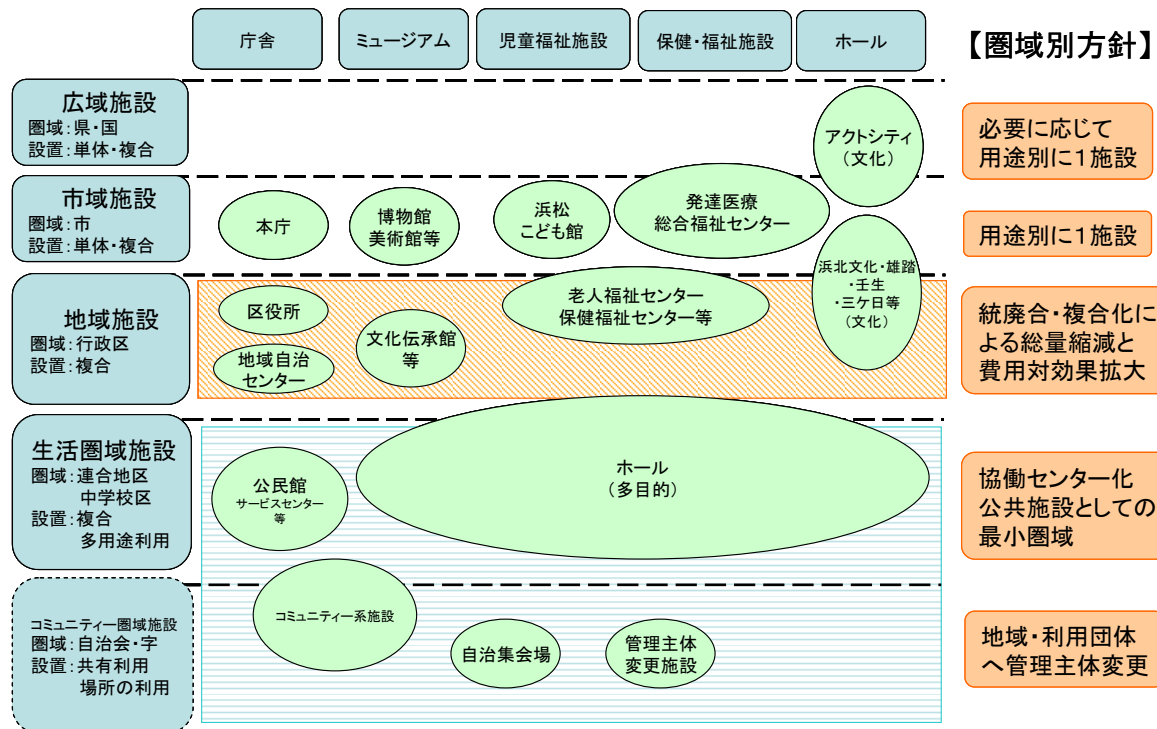 庁舎
ミュージアム
児童福祉施設
保健・福祉施設
ホール
【圏域別方針】
広域施設
圏域:県・国
設置:単体・複合
アクトシティ
(文化)
必要に応じて
用途別に1施設
市域施設
圏域:市
設置:単体・複合
本庁
博物館
美術館等
浜松
こども館
発達医療
総合福祉センター
用途別に1施設
地域施設
圏域:行政区
設置:複合
区役所
地域自治
センター
文化伝承館
等
老人福祉センター
保健福祉センター等
浜北文化・雄踏
・壬生
・三ケ日等
(文化)
統廃合・複合化に
よる総量縮減と
費用対効果拡大
生活圏域施設
圏域:連合地区
中学校区
設置:複合
多用途利用
公民館
サービスセンター
等
ホール
(多目的)
協働センター化
公共施設としての
最小圏域
コミュニティー圏域施設
圏域:自治会・字
設置:共有利用
場所の利用
コミュニティー系施設
自治集会場
管理主体
変更施設
地域・利用団体
へ管理主体変更